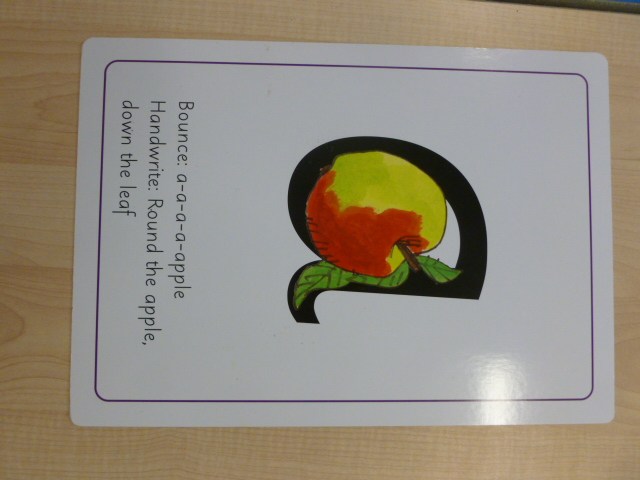 a
Bounce: a-a-a-a-apple
Handwrite: Round the apple,
down the leaf